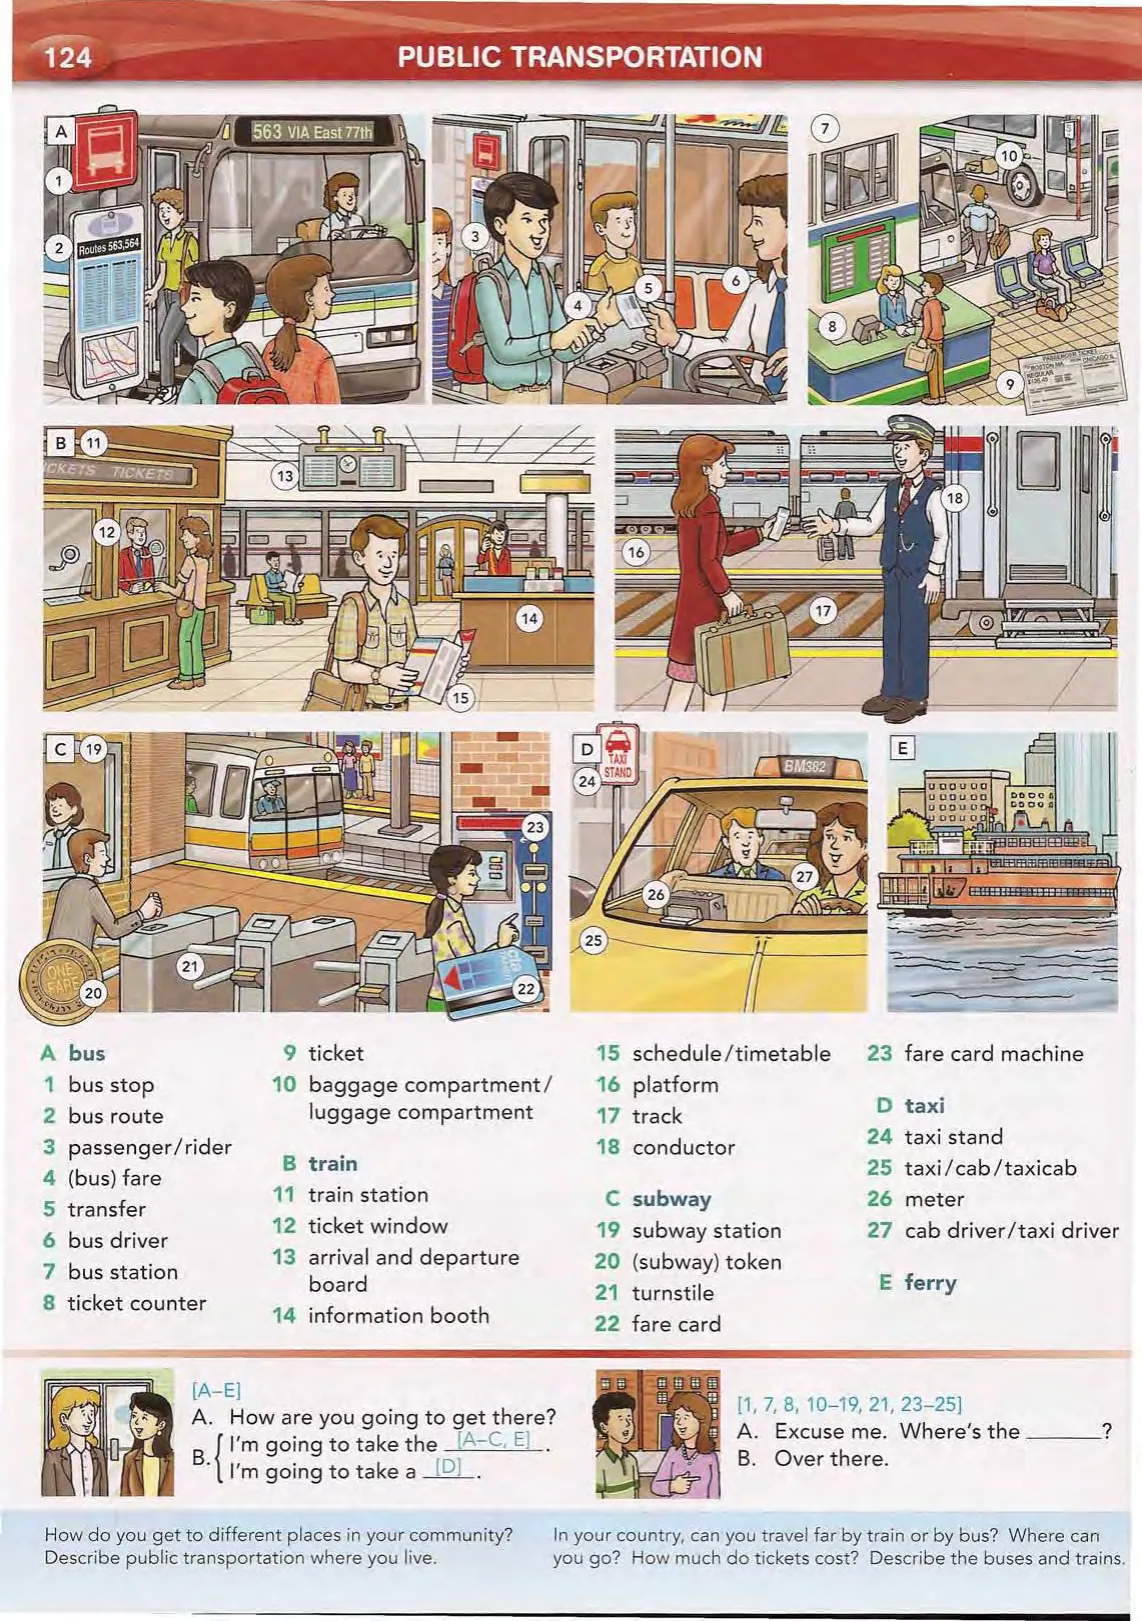 124
PUBLIC TRANSPORTATION
A
1
2
563 VIA East 77th
Routes 563,564
3
4
5
6
7
8
9
10
PASSENGER TICKET
BOSTON MA
CHICAGO IL
REGULAR
B
11
CKETS TICKETS
12
13
14
15
16
17
18
C
19
20
ONE
FARE
21
22
23
D
24
TAXI
STAND
BM382
25
26
27
E
A bus
1 bus stop
2 bus route
3 passenger/rider
4 (bus) fare
5 transfer
6 bus driver
7 bus station
8 ticket counter
9 ticket
10 baggage compartment/
luggage compartment
B train
11 train station
12 ticket window
13 arrival and departure
board
14 information booth
15 schedule/timetable
16 platform
17 track
18 conductor
C subway
19 subway station
20 (subway) token
21 turnstile
22 fare card
23 fare card machine
D taxi
24 taxi stand
25 taxi/cab/taxicab
26 meter
27 cab driver/taxi driver
E ferry
[A–E]
A. How are you going to get there?
B. I'm going to take the [A–C, E].
I'm going to take a [D].
[1, 7, 8, 10–19, 21, 23–25]
A. Excuse me. Where's the ______?
B. Over there.
How do you get to different places in your community?
Describe public transportation where you live.
In your country, can you travel far by train or by bus? Where can
you go? How much do tickets cost? Describe the buses and trains.